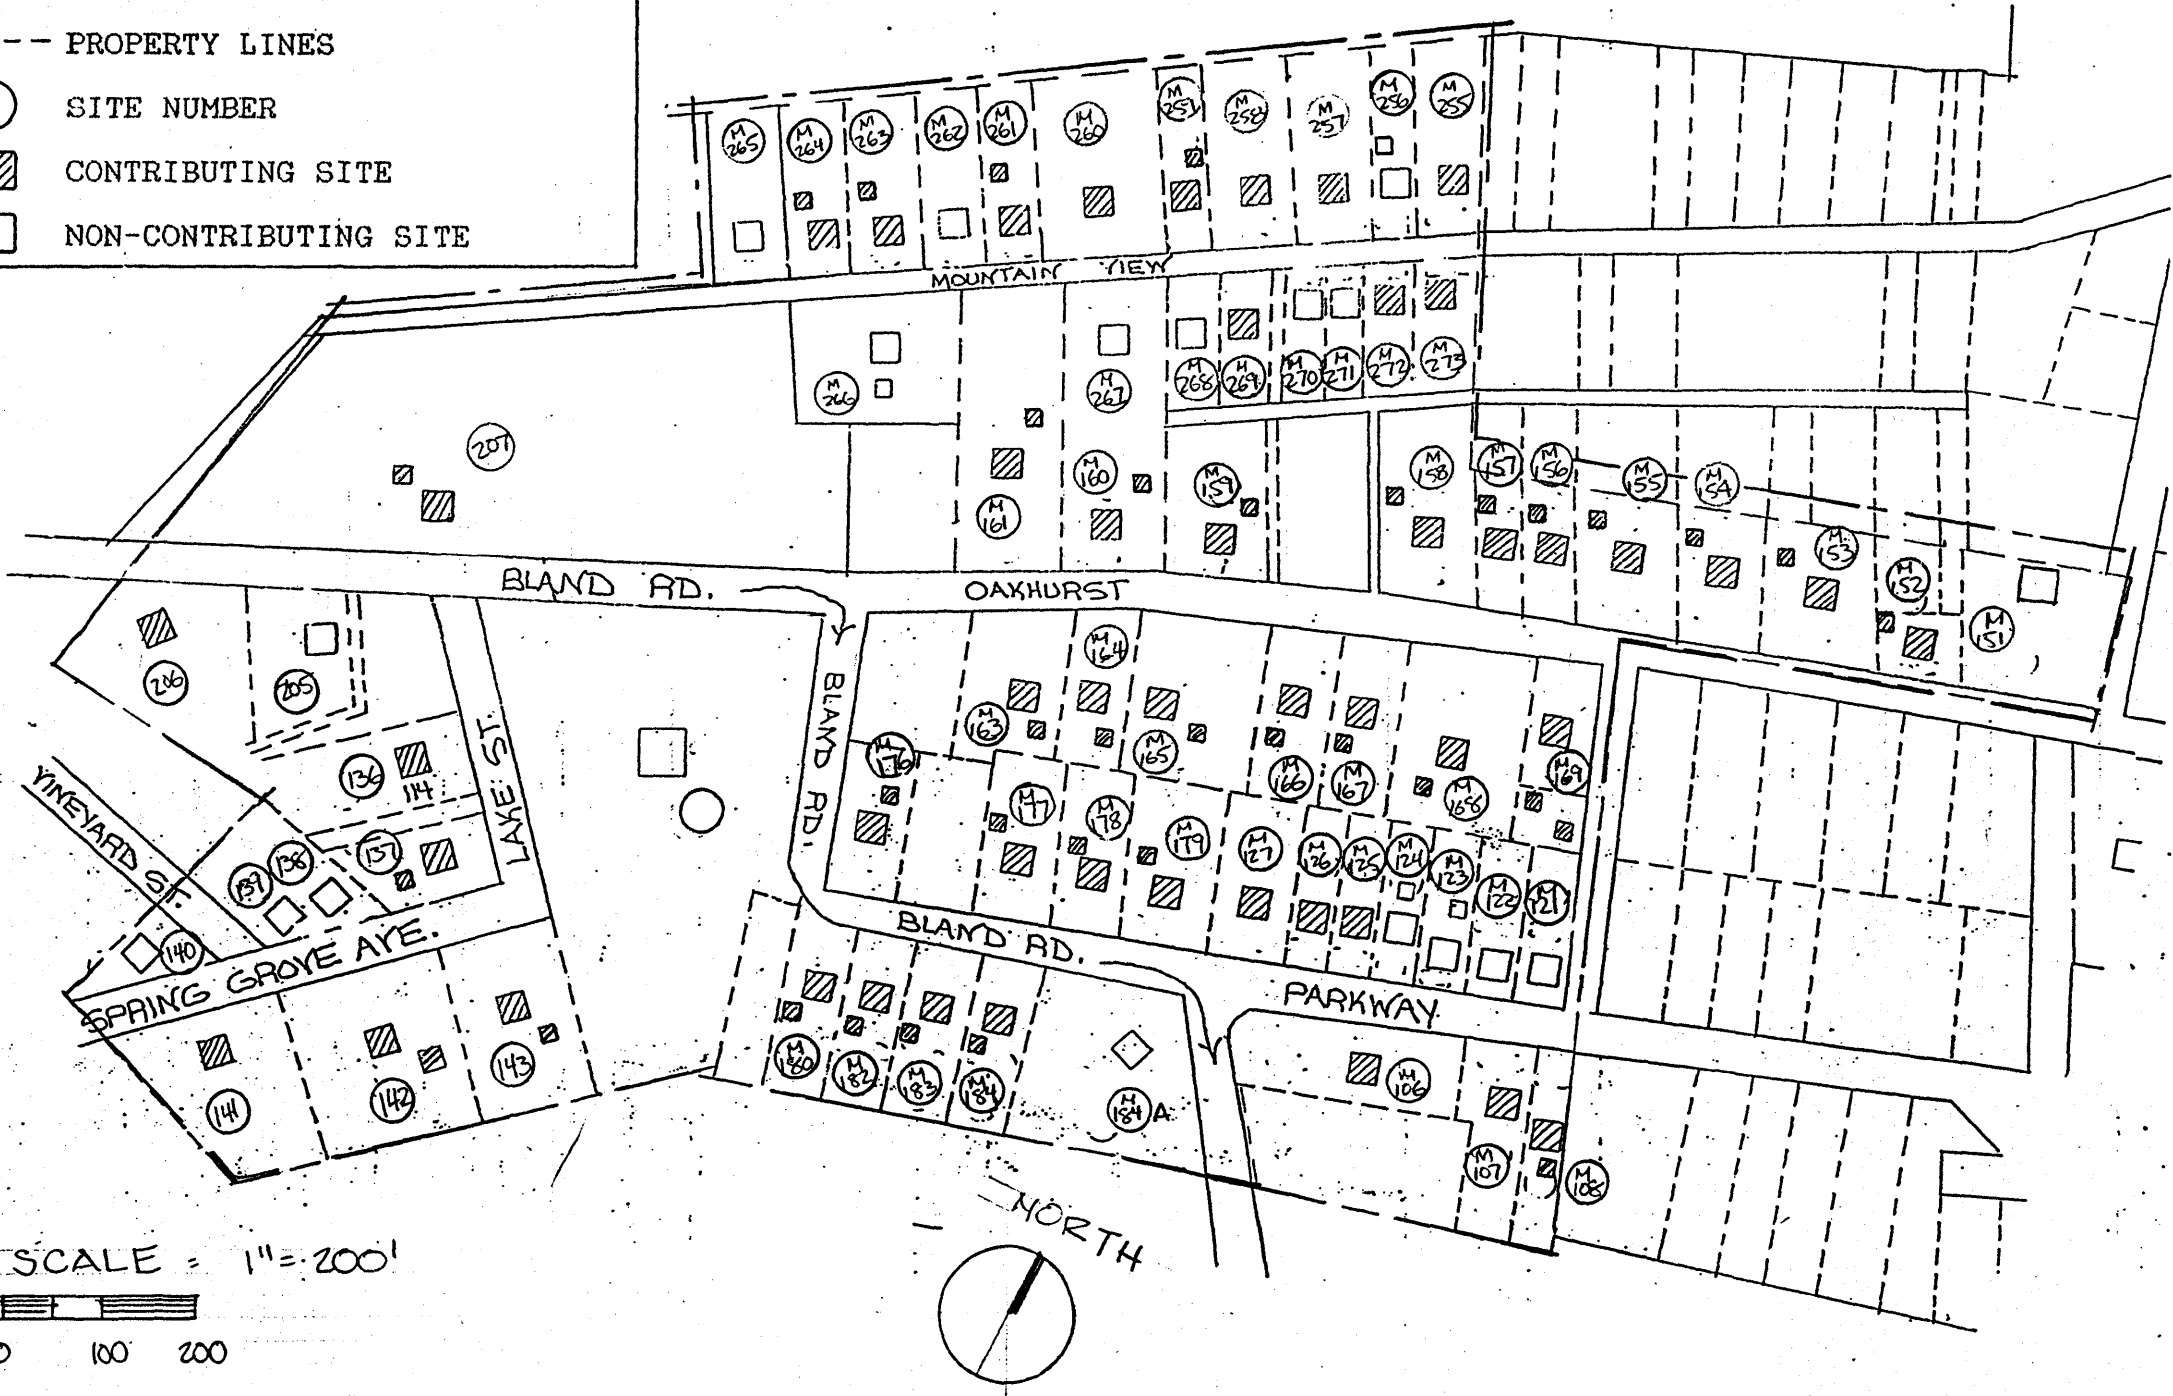 PROPERTY LINES
SITE NUMBER
CONTRIBUTING SITE
NON-CONTRIBUTING SITE
M 265
M 264
M 263
M 262
M 261
M 260
M 251
M 258
M 257
M 256
M 255
MOUNTAIN VIEW
M 266
M 267
M 268
M 269
M 270
M 271
M 272
M 273
207
M 161
M 160
M 159
M 158
M 157
M 156
M 155
M 154
M 153
M 152
M 151
BLAND RD.
OAKHURST
206
205
136
114
137
138
139
140
LAKE ST.
VINEYARD ST.
SPRING GROVE AVE.
141
142
143
BLAND RD.
M 163
M 164
M 165
M 166
M 167
M 168
M 169
M 176
M 177
M 178
M 179
M 127
M 126
M 125
M 124
M 123
M 122
M 121
BLAND RD.
PARKWAY
M 180
M 182
M 183
M 184
M 184 A
M 106
M 107
M 108
NORTH
SCALE = 1"=200'
0 100 200